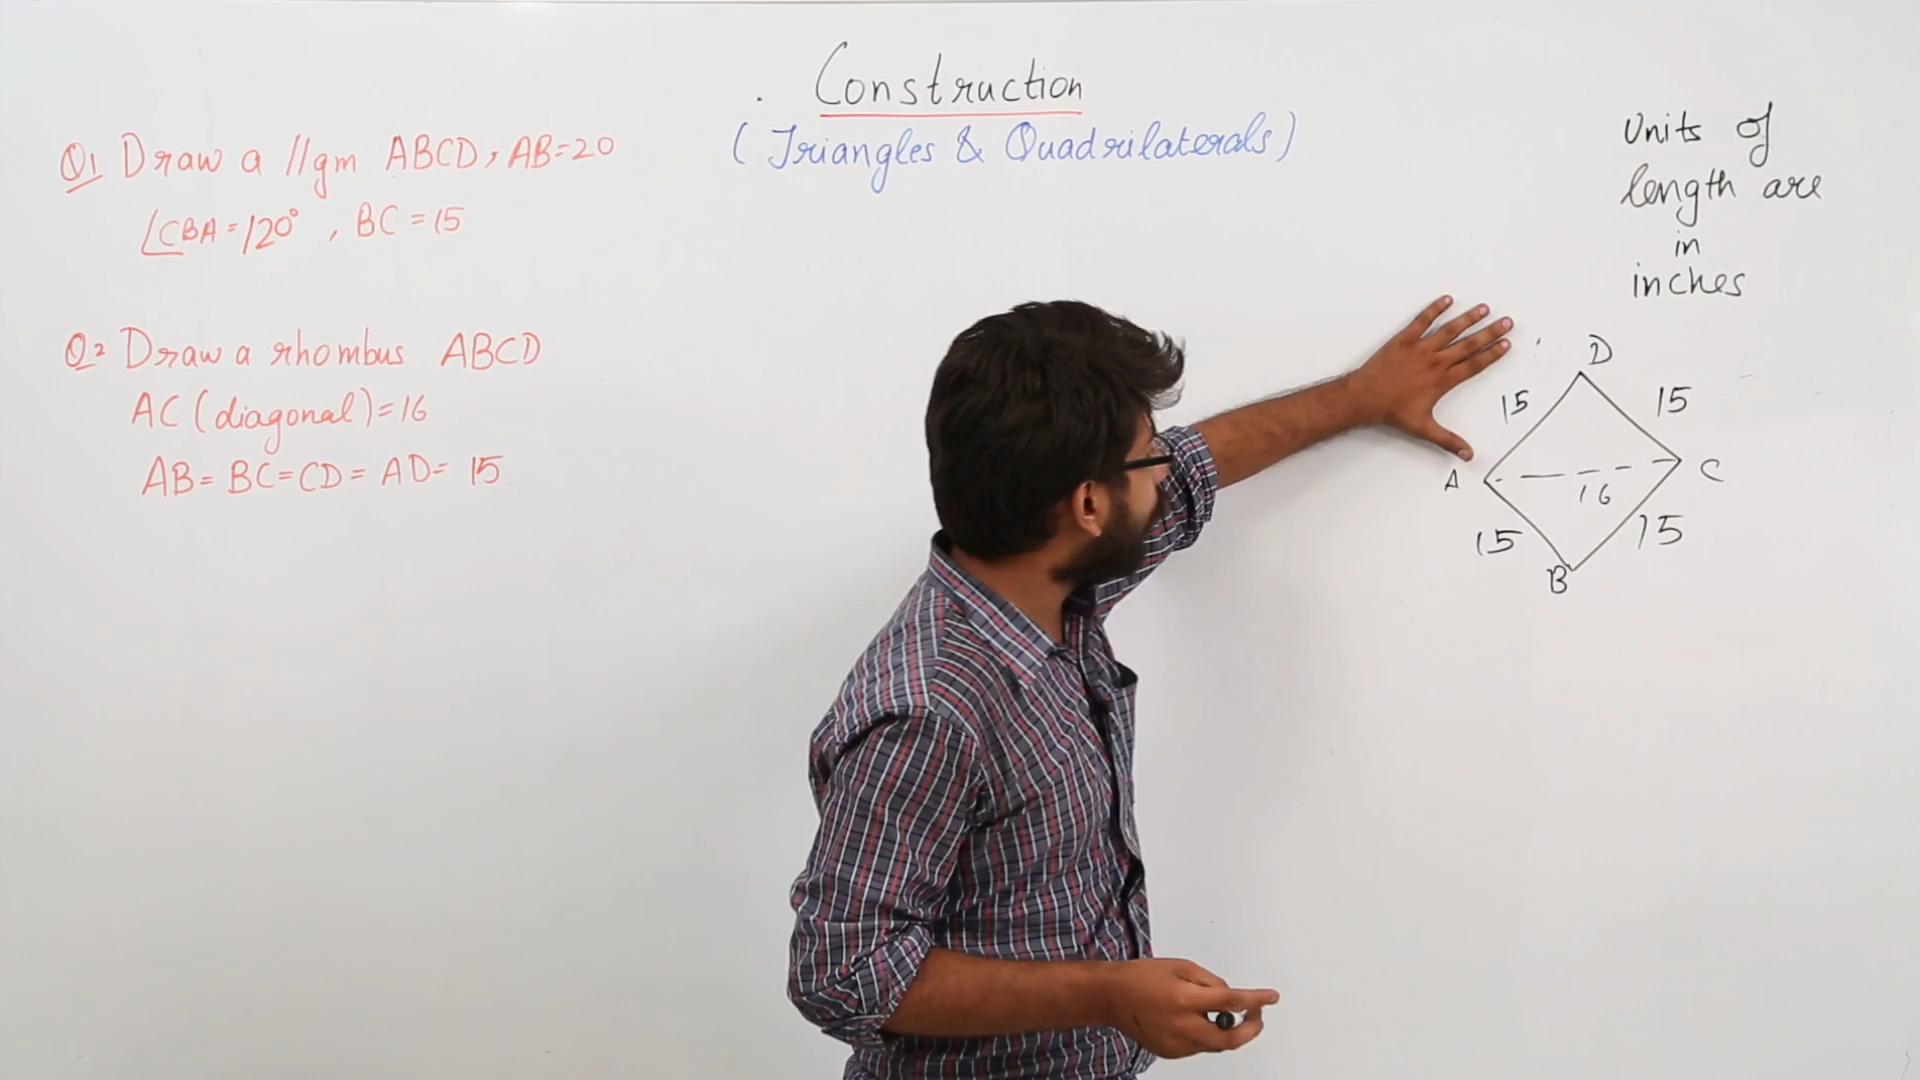 Construction
(Triangles & Quadrilaterals)
Q1 Draw a //gm ABCD, AB=20
∠CBA=120°, BC=15
Q2 Draw a rhombus ABCD
AC (diagonal)=16
AB=BC=CD=AD=15
Units of
length are
in
inches
D
15
15
A
16
C
15
15
B